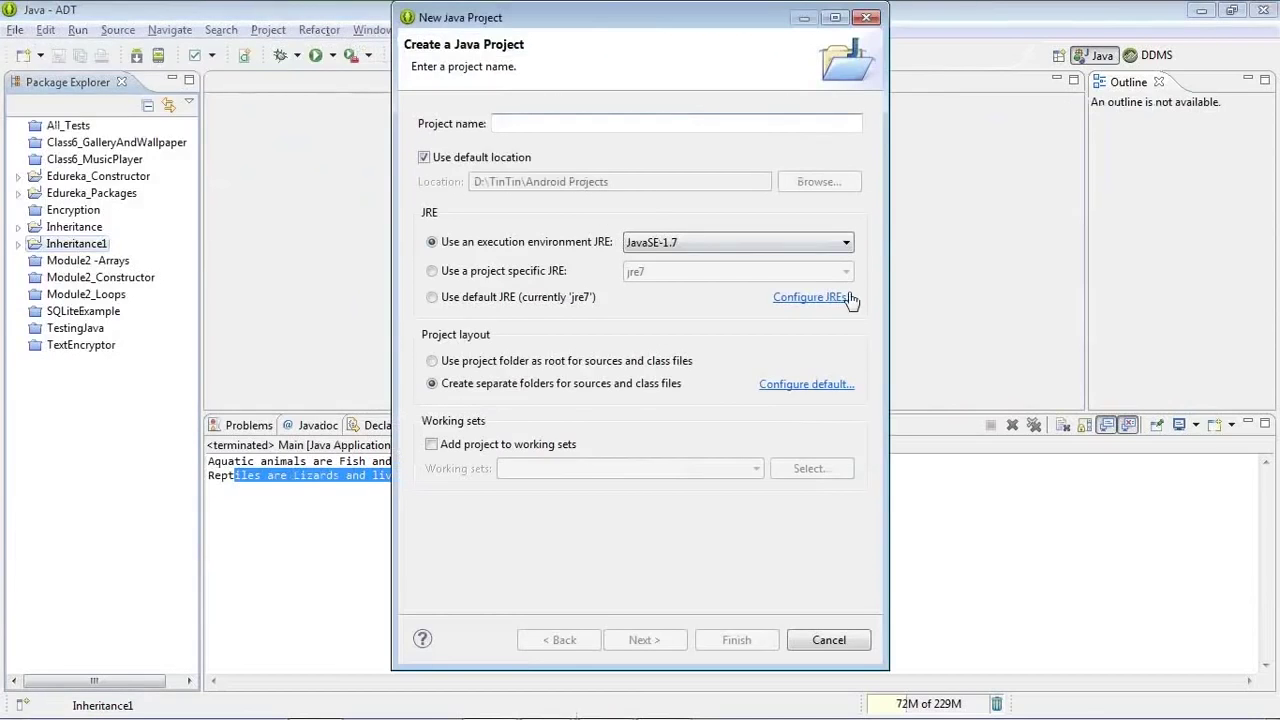 Java - ADT
File Edit Run Source Navigate Search Project Refactor Window
Java DDMS
Package Explorer
All_Tests
Class6_GalleryAndWallpaper
Class6_MusicPlayer
Edureka_Constructor
Edureka_Packages
Encryption
Inheritance
Inheritance1
Module2 -Arrays
Module2_Constructor
Module2_Loops
SQLiteExample
TestingJava
TextEncryptor
New Java Project
Create a Java Project
Enter a project name.
Project name:
Use default location
Location: D:\TinTin\Android Projects Browse...
JRE
Use an execution environment JRE: JavaSE-1.7
Use a project specific JRE: jre7
Use default JRE (currently 'jre7') Configure JREs
Project layout
Use project folder as root for sources and class files
Create separate folders for sources and class files Configure default...
Working sets
Add project to working sets
Working sets: Select...
< Back Next > Finish Cancel
Outline
An outline is not available.
Problems @ Javadoc Decla
<terminated> Main [Java Application
Aquatic animals are Fish and
Reptiles are Lizards and liv
Inheritance1
72M of 229M